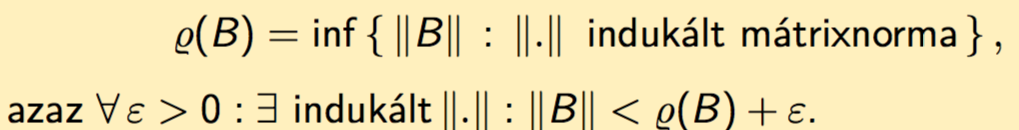 ϱ(B) = inf { ‖B‖ : ‖.‖ indukált mátrixnorma } ,
azaz ∀ ε > 0 : ∃ indukált ‖.‖ : ‖B‖ < ϱ(B) + ε.